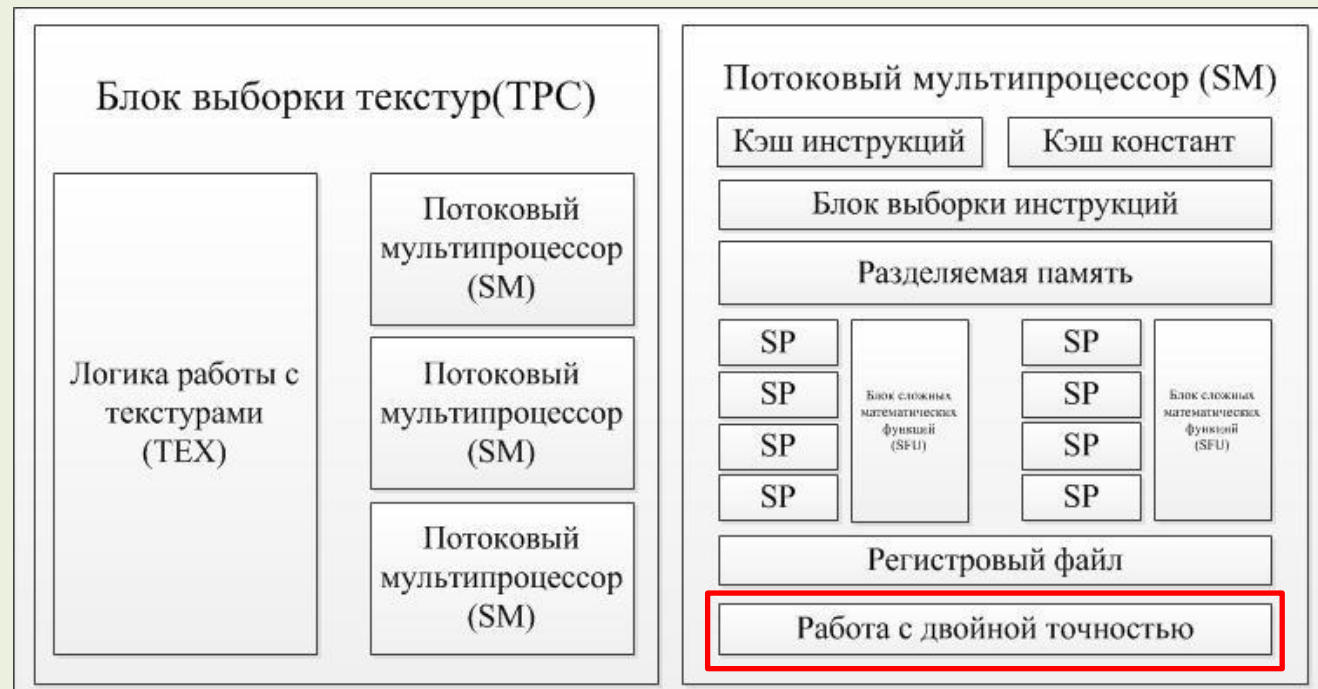 Блок выборки текстур(TPC)
Логика работы с
текстурами
(TEX)
Потоковый
мультипроцессор
(SM)
Потоковый
мультипроцессор
(SM)
Потоковый
мультипроцессор
(SM)
Потоковый мультипроцессор (SM)
Кэш инструкций
Кэш констант
Блок выборки инструкций
Разделяемая память
SP
SP
SP
SP
Блок сложных
математических
функций
(SFU)
SP
SP
SP
SP
Блок сложных
математических
функций
(SFU)
Регистровый файл
Работа с двойной точностью